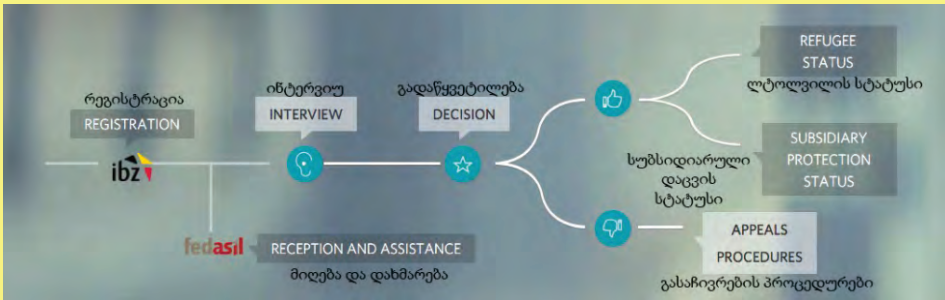 რეგისტრაცია
REGISTRATION
ibz
ინტერვიუ
INTERVIEW
გადაწყვეტილება
DECISION
REFUGEE
STATUS
ლტოლვილის სტატუსი
SUBSIDIARY
PROTECTION
STATUS
სუბსიდიარული
დაცვის
სტატუსი
fedasil
RECEPTION AND ASSISTANCE
მიღება და დახმარება
APPEALS
PROCEDURES
გასაჩივრების პროცედურები